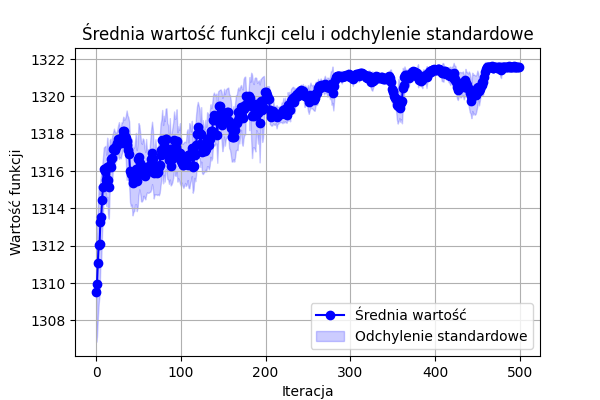 Średnia wartość funkcji celu i odchylenie standardowe
1322
1320
1318
1316
1314
1312
1310
1308
Wartość funkcji
0 100 200 300 400 500
Iteracja
Średnia wartość
Odchylenie standardowe